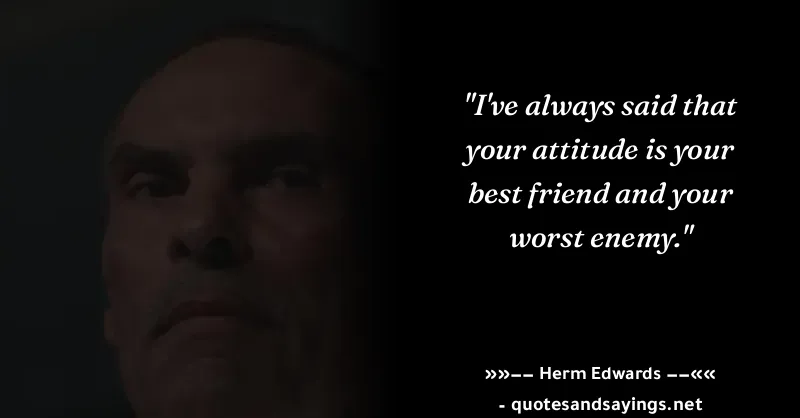 "I've always said that
your attitude is your
best friend and your
worst enemy."
»»−− Herm Edwards −−««
- quotesandsayings.net